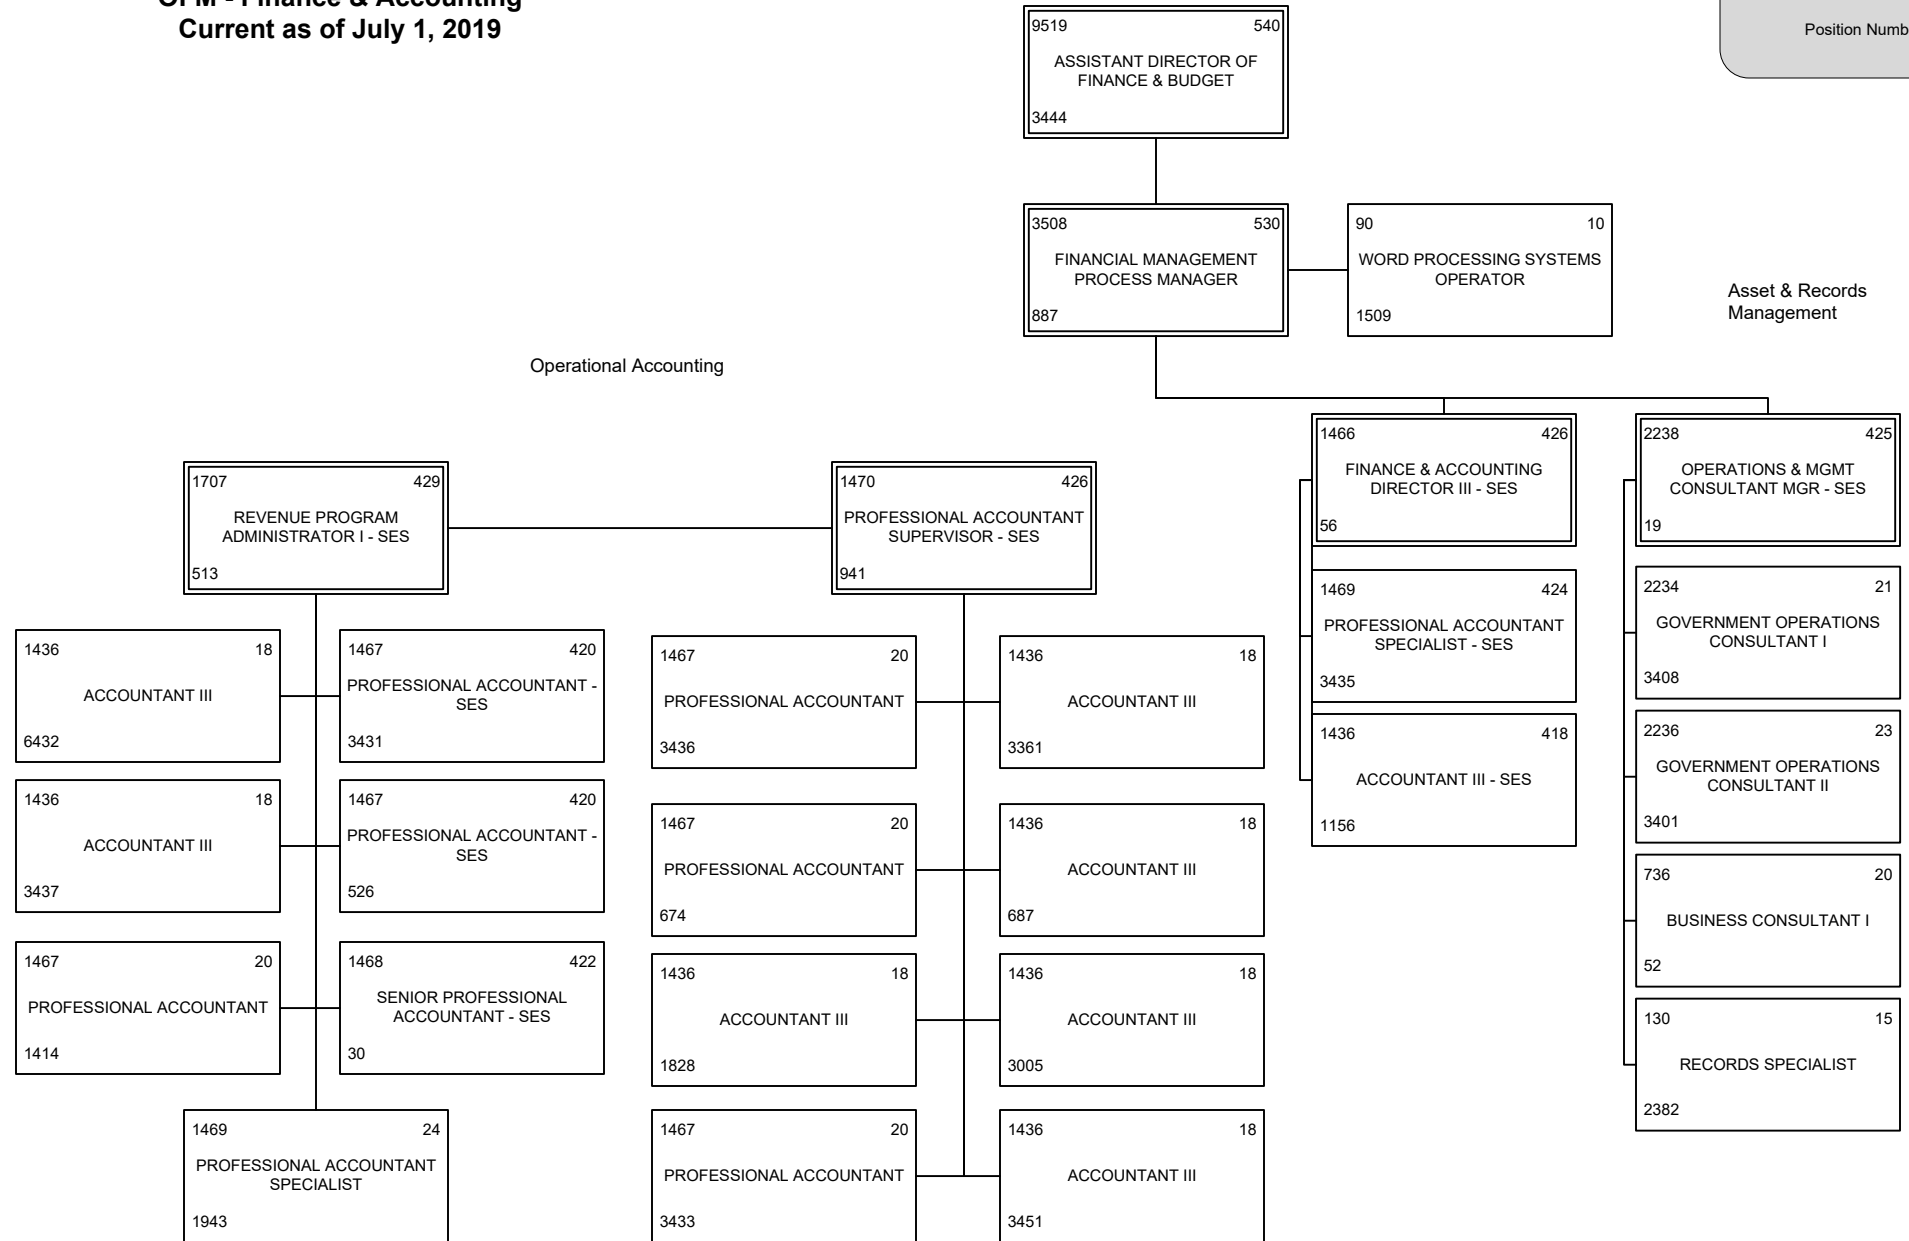 Current as of July 1, 2019
Position Numb
9519 540
ASSISTANT DIRECTOR OF
FINANCE & BUDGET
3444
3508 530
FINANCIAL MANAGEMENT
PROCESS MANAGER
887
90 10
WORD PROCESSING SYSTEMS
OPERATOR
1509
Asset & Records
Management
Operational Accounting
1707 429
REVENUE PROGRAM
ADMINISTRATOR I - SES
513
1470 426
PROFESSIONAL ACCOUNTANT
SUPERVISOR - SES
941
1466 426
FINANCE & ACCOUNTING
DIRECTOR III - SES
56
2238 425
OPERATIONS & MGMT
CONSULTANT MGR - SES
19
1436 18
ACCOUNTANT III
6432
1467 420
PROFESSIONAL ACCOUNTANT -
SES
3431
1436 18
ACCOUNTANT III
3437
1467 420
PROFESSIONAL ACCOUNTANT -
SES
526
1467 20
PROFESSIONAL ACCOUNTANT
1414
1468 422
SENIOR PROFESSIONAL
ACCOUNTANT - SES
30
1469 24
PROFESSIONAL ACCOUNTANT
SPECIALIST
1943
1467 20
PROFESSIONAL ACCOUNTANT
3436
1436 18
ACCOUNTANT III
3361
1467 20
PROFESSIONAL ACCOUNTANT
674
1436 18
ACCOUNTANT III
687
1436 18
ACCOUNTANT III
1828
1436 18
ACCOUNTANT III
3005
1467 20
PROFESSIONAL ACCOUNTANT
3433
1436 18
ACCOUNTANT III
3451
1469 424
PROFESSIONAL ACCOUNTANT
SPECIALIST - SES
3435
1436 418
ACCOUNTANT III - SES
1156
2234 21
GOVERNMENT OPERATIONS
CONSULTANT I
3408
2236 23
GOVERNMENT OPERATIONS
CONSULTANT II
3401
736 20
BUSINESS CONSULTANT I
52
130 15
RECORDS SPECIALIST
2382